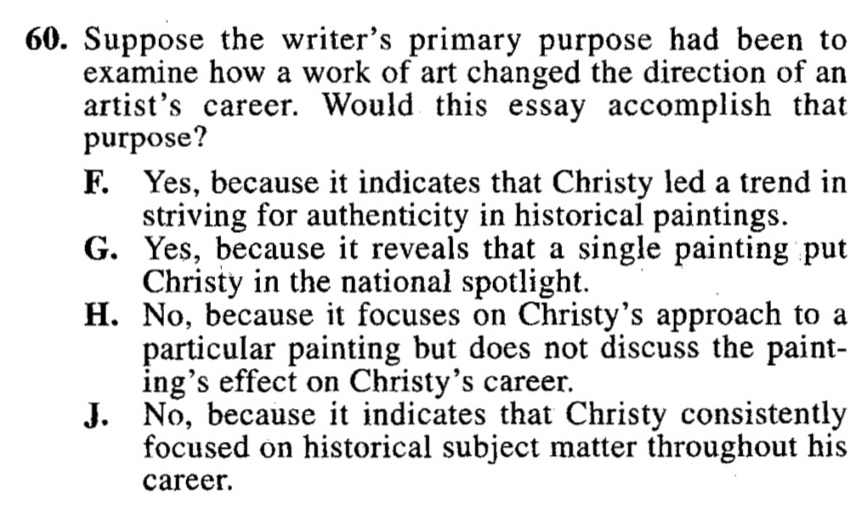 60. Suppose the writer's primary purpose had been to
examine how a work of art changed the direction of an
artist's career. Would this essay accomplish that
purpose?
F. Yes, because it indicates that Christy led a trend in
striving for authenticity in historical paintings.
G. Yes, because it reveals that a single painting put
Christy in the national spotlight.
H. No, because it focuses on Christy's approach to a
particular painting but does not discuss the paint-
ing's effect on Christy's career.
J. No, because it indicates that Christy consistently
focused on historical subject matter throughout his
career.